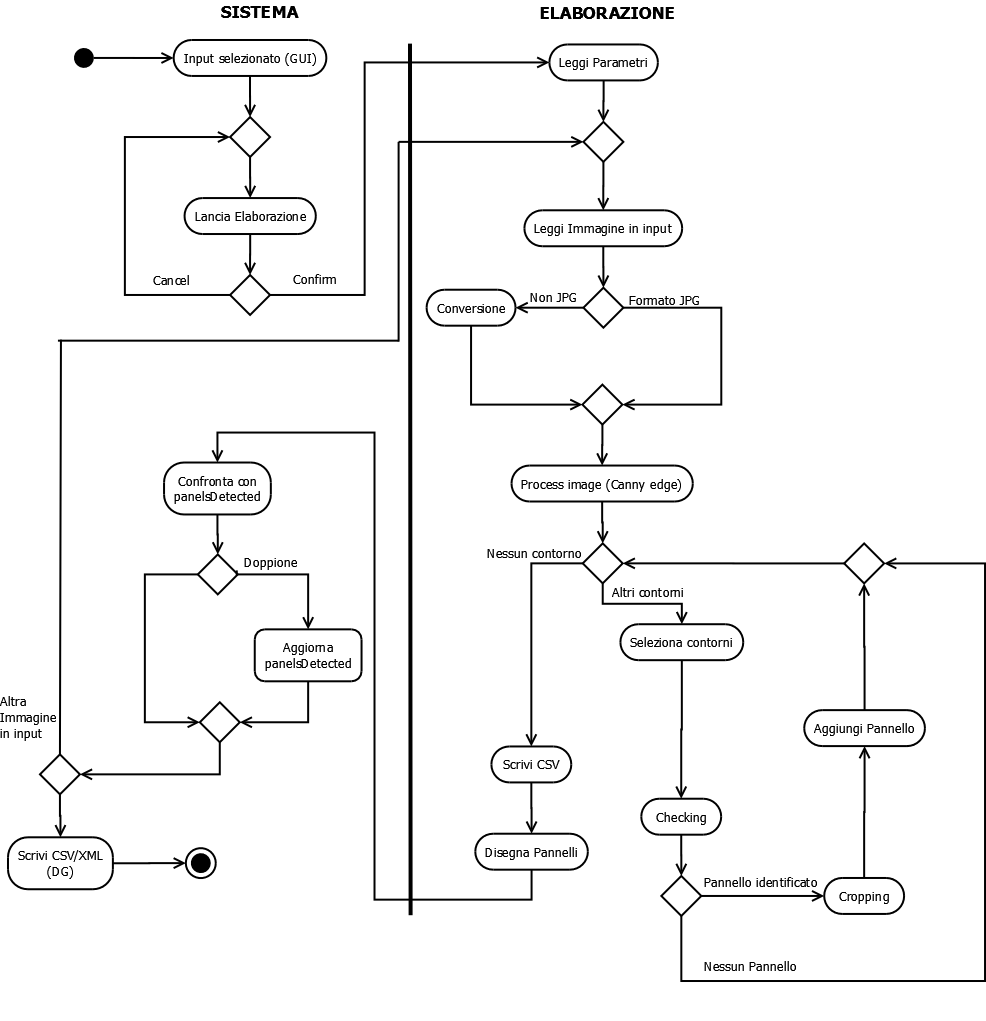 SISTEMA
ELABORAZIONE
Input selezionato (GUI)
Lancia Elaborazione
Cancel
Confirm
Leggi Parametri
Leggi Immagine in input
Non JPG
Formato JPG
Conversione
Process image (Canny edge)
Nessun contorno
Altri contorni
Seleziona contorni
Aggiungi Pannello
Scrivi CSV
Checking
Disegna Pannelli
Pannello identificato
Cropping
Nessun Pannello
Confronta con
panelsDetected
Doppione
Aggiorna
panelsDetected
Altra
Immagine
in input
Scrivi CSV/XML
(DG)